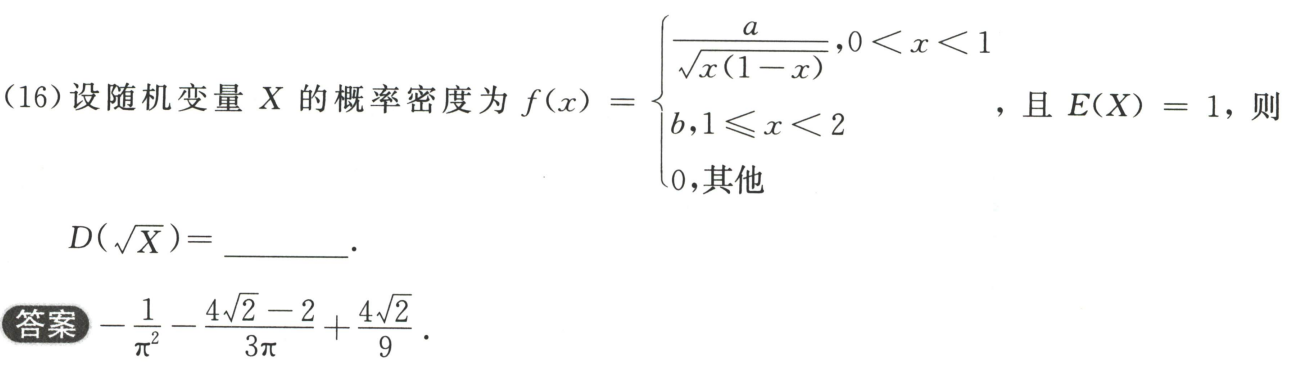 (16)设随机变量 X 的概率密度为 f(x) = { a/√(x(1−x)), 0<x<1
b, 1≤x<2 , 且 E(X) = 1, 则
0, 其他
D(√X)= ______.
答案 −1/π² − (4√2−2)/(3π) + 4√2/9 .